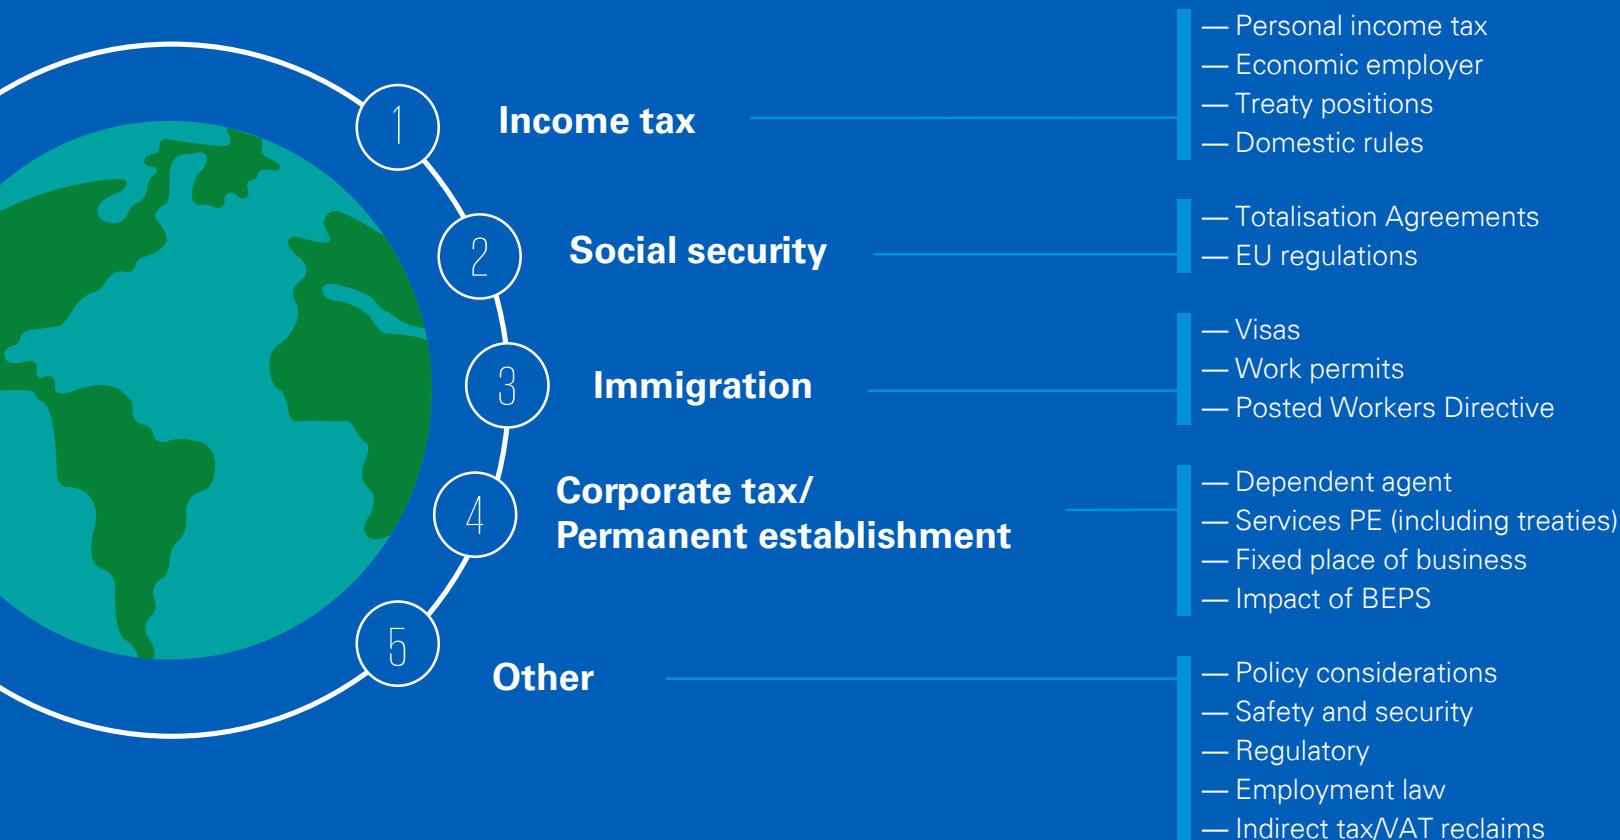 1
Income tax
— Personal income tax
— Economic employer
— Treaty positions
— Domestic rules
2
Social security
— Totalisation Agreements
— EU regulations
3
Immigration
— Visas
— Work permits
— Posted Workers Directive
4
Corporate tax/
Permanent establishment
— Dependent agent
— Services PE (including treaties)
— Fixed place of business
— Impact of BEPS
5
Other
— Policy considerations
— Safety and security
— Regulatory
— Employment law
— Indirect tax/VAT reclaims